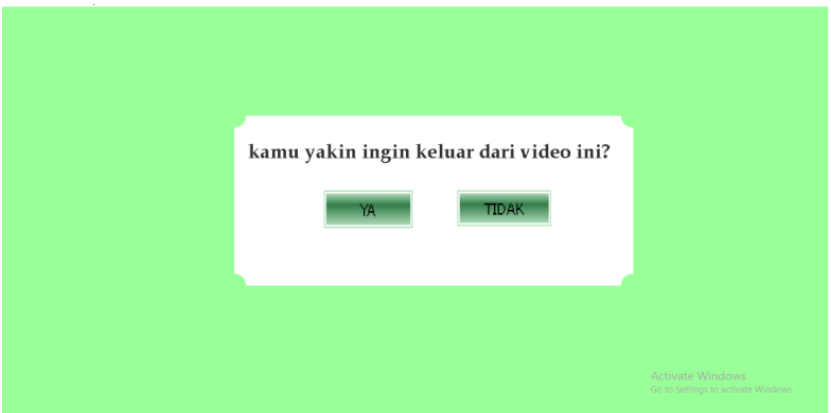 kamu yakin ingin keluar dari video ini?
YA
TIDAK
Activate Windows
Go to Settings to activate Windows.